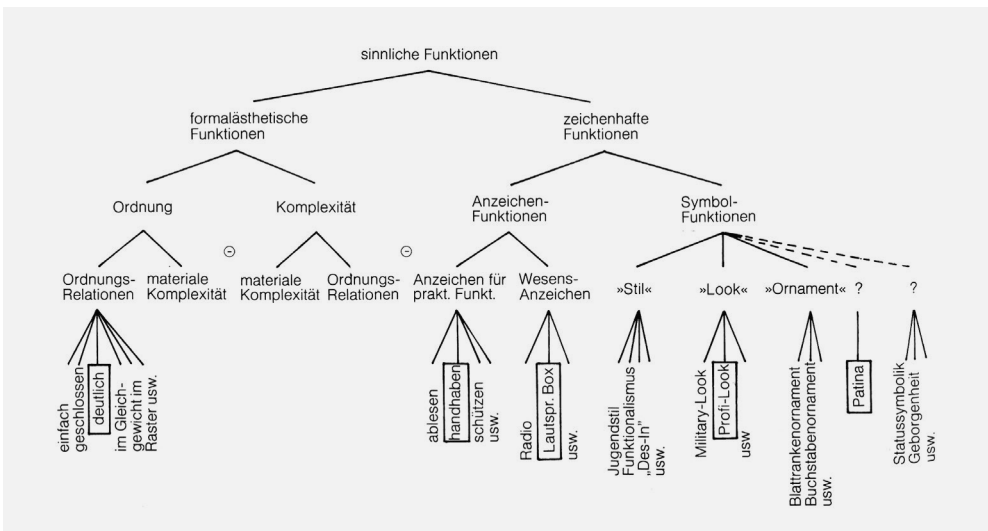 sinnliche Funktionen
formalästhetische
Funktionen
zeichenhafte
Funktionen
Ordnung
Komplexität
Anzeichen-
Funktionen
Symbol-
Funktionen
Ordnungs-
Relationen
materiale
Komplexität
materiale
Komplexität
Ordnungs-
Relationen
Anzeichen für
prakt. Funkt.
Wesens-
Anzeichen
»Stil«
»Look«
»Ornament«
?
?
einfach
geschlossen
deutlich
im Gleich-
gewicht im
Raster usw.
ablesen
handhaben
schützen
usw.
Radio
Lautspr. Box
usw.
Jugendstil
Funktionalismus
„Des-In"
usw.
Military-Look
Profi-Look
usw
Blattrankenornament
Buchstabenornament
usw.
Patina
Statussymbolik
Geborgenheit
usw.